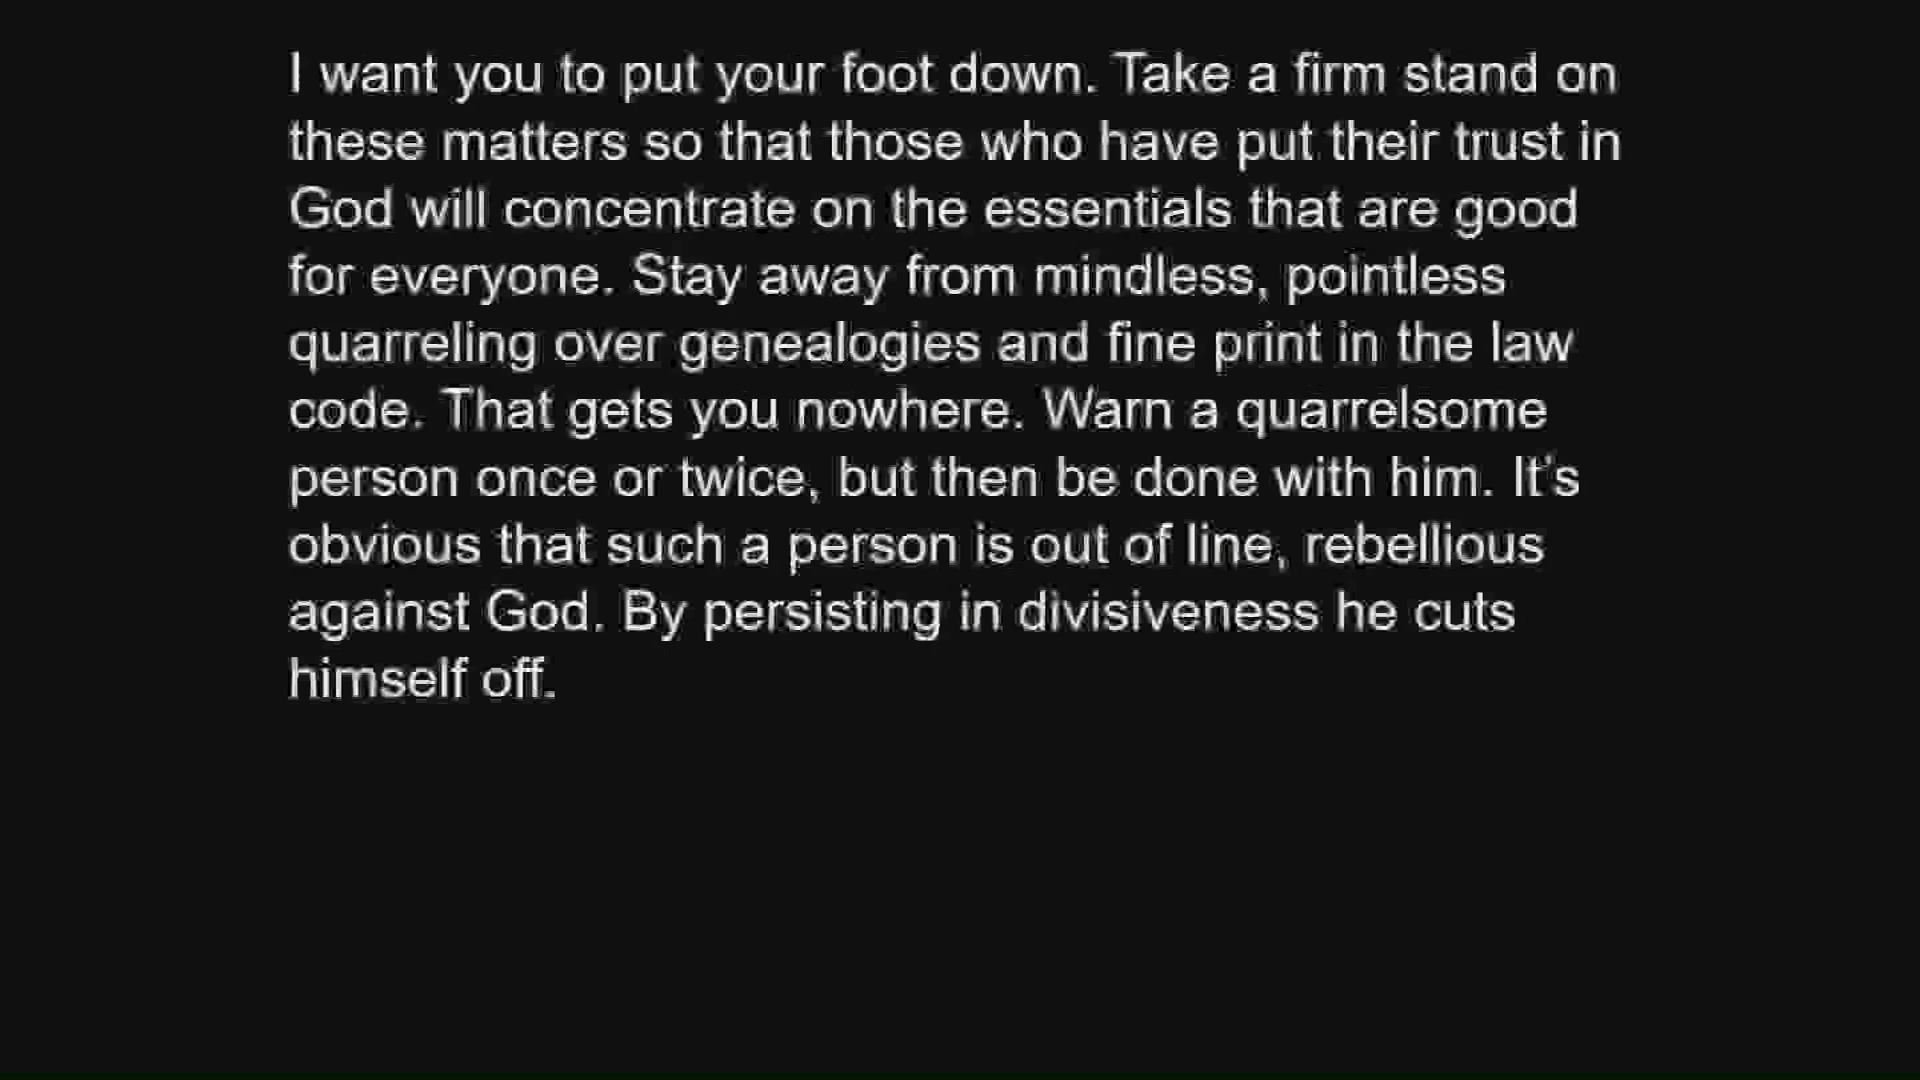 I want you to put your foot down. Take a firm stand on
these matters so that those who have put their trust in
God will concentrate on the essentials that are good
for everyone. Stay away from mindless, pointless
quarreling over genealogies and fine print in the law
code. That gets you nowhere. Warn a quarrelsome
person once or twice, but then be done with him. It's
obvious that such a person is out of line, rebellious
against God. By persisting in divisiveness he cuts
himself off.